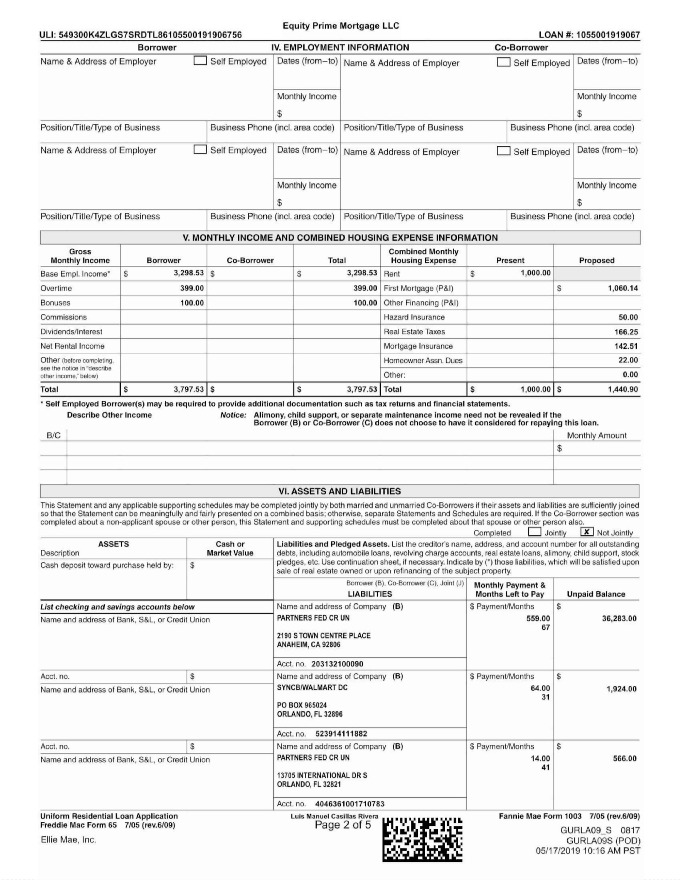 Equity Prime Mortgage LLC
ULI: 549300K4ZLGS7SRDTL86105500191906756 LOAN #: 1055001919067
Borrower IV. EMPLOYMENT INFORMATION Co-Borrower
Name & Address of Employer Self Employed Dates (from–to) Name & Address of Employer Self Employed Dates (from–to)
Monthly Income Monthly Income
$ $
Position/Title/Type of Business Business Phone (incl. area code) Position/Title/Type of Business Business Phone (incl. area code)
Name & Address of Employer Self Employed Dates (from–to) Name & Address of Employer Self Employed Dates (from–to)
Monthly Income Monthly Income
$ $
Position/Title/Type of Business Business Phone (incl. area code) Position/Title/Type of Business Business Phone (incl. area code)
V. MONTHLY INCOME AND COMBINED HOUSING EXPENSE INFORMATION
Gross Combined Monthly
Monthly Income Borrower Co-Borrower Total Housing Expense Present Proposed
Base Empl. Income* $ 3,298.53 $ $ 3,298.53 Rent $ 1,000.00
Overtime 399.00 399.00 First Mortgage (P&I) $ 1,060.14
Bonuses 100.00 100.00 Other Financing (P&I)
Commissions Hazard Insurance 50.00
Dividends/Interest Real Estate Taxes 166.25
Net Rental Income Mortgage Insurance 142.51
Other (before completing, Homeowner Assn. Dues 22.00
see the notice in "describe
other income," below) Other: 0.00
Total $ 3,797.53 $ $ 3,797.53 Total $ 1,000.00 $ 1,440.90
* Self Employed Borrower(s) may be required to provide additional documentation such as tax returns and financial statements.
Describe Other Income Notice: Alimony, child support, or separate maintenance income need not be revealed if the
Borrower (B) or Co-Borrower (C) does not choose to have it considered for repaying this loan.
B/C Monthly Amount
$
VI. ASSETS AND LIABILITIES
This Statement and any applicable supporting schedules may be completed jointly by both married and unmarried Co-Borrowers if their assets and liabilities are sufficiently joined
so that the Statement can be meaningfully and fairly presented on a combined basis; otherwise, separate Statements and Schedules are required. If the Co-Borrower section was
completed about a non-applicant spouse or other person, this Statement and supporting schedules must be completed about that spouse or other person also.
Completed Jointly X Not Jointly
ASSETS Cash or Liabilities and Pledged Assets. List the creditor's name, address, and account number for all outstanding
Description Market Value debts, including automobile loans, revolving charge accounts, real estate loans, alimony, child support, stock
Cash deposit toward purchase held by: $ pledges, etc. Use continuation sheet, if necessary. Indicate by (*) those liabilities, which will be satisfied upon
sale of real estate owned or upon refinancing of the subject property.
Borrower (B), Co-Borrower (C), Joint (J) Monthly Payment &
LIABILITIES Months Left to Pay Unpaid Balance
List checking and savings accounts below Name and address of Company (B) $ Payment/Months $
Name and address of Bank, S&L, or Credit Union PARTNERS FED CR UN 559.00 36,283.00
67
2190 S TOWN CENTRE PLACE
ANAHEIM, CA 92806
Acct. no. 203132100090
Acct. no. $ Name and address of Company (B) $ Payment/Months $
Name and address of Bank, S&L, or Credit Union SYNCB/WALMART DC 64.00 1,924.00
31
PO BOX 965024
ORLANDO, FL 32896
Acct. no. 523914111882
Acct. no. $ Name and address of Company (B) $ Payment/Months $
Name and address of Bank, S&L, or Credit Union PARTNERS FED CR UN 14.00 566.00
41
13705 INTERNATIONAL DR S
ORLANDO, FL 32821
Acct. no. 4046361001710783
Uniform Residential Loan Application Luis Manuel Casillas Rivera Fannie Mae Form 1003 7/05 (rev.6/09)
Freddie Mac Form 65 7/05 (rev.6/09) Page 2 of 5
Ellie Mae, Inc. GURLA09_S 0817
GURLA09S (POD)
05/17/2019 10:16 AM PST